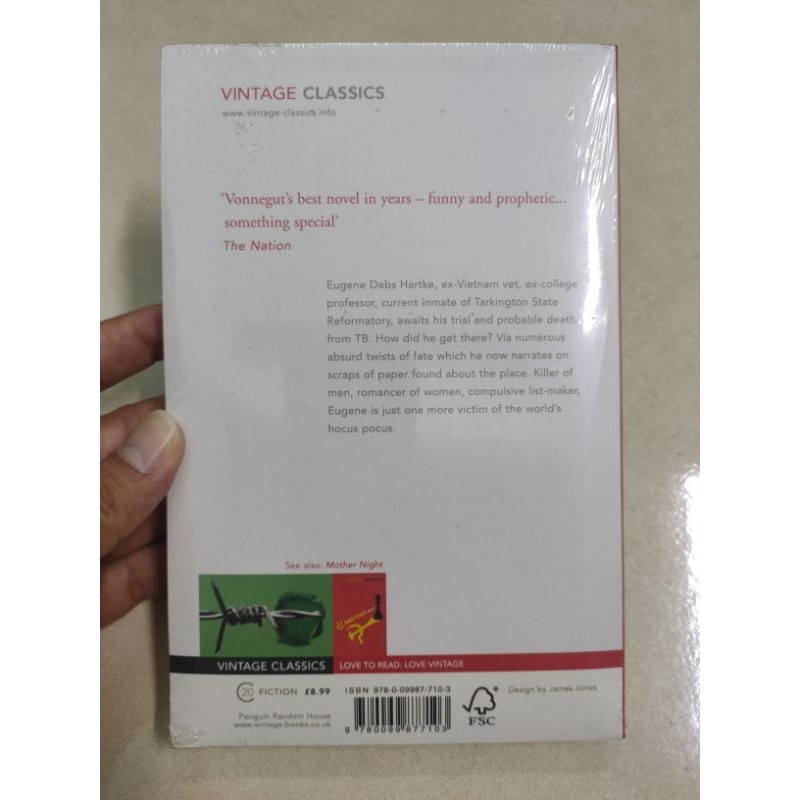 VINTAGE CLASSICS
www.vintage-classics.info
‘Vonnegut’s best novel in years – funny and prophetic...
something special’
The Nation
Eugene Debs Hartke, ex-Vietnam vet, ex-college
professor, current inmate of Tarkington State
Reformatory, awaits his trial and probable death
from TB. How did he get there? Via numerous
absurd twists of fate which he now narrates on
scraps of paper found about the place. Killer of
men, romancer of women, compulsive list-maker,
Eugene is just one more victim of the world’s
hocus pocus.
See also: Mother Night
VINTAGE CLASSICS LOVE TO READ: LOVE VINTAGE
C20 FICTION £8.99 ISBN 978-0-09987-710-3
Design by James Jones
Penguin Random House
www.vintage-books.co.uk
9 780099 877103
FSC